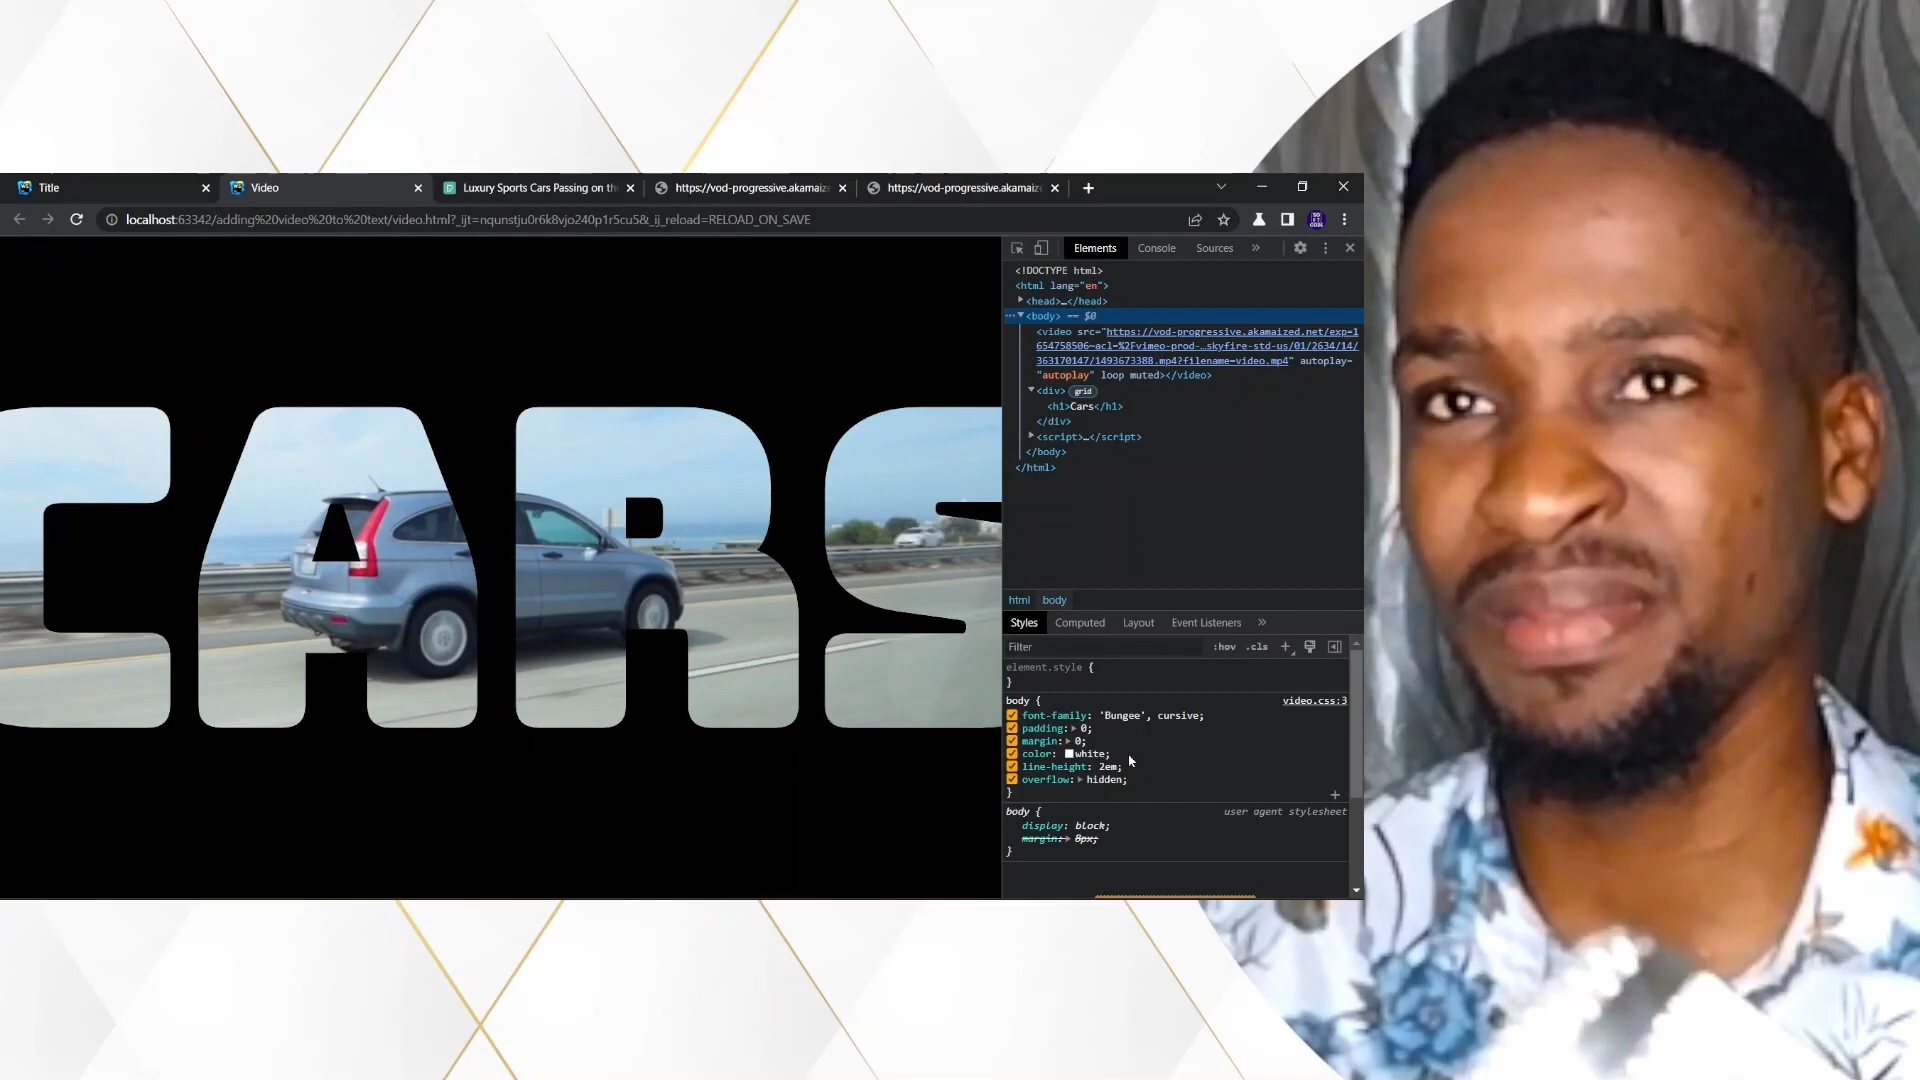 Title
Video
Luxury Sports Cars Passing on th
https://vod-progressive.akamaize
https://vod-progressive.akamaize
localhost:63342/adding%20video%20to%20text/video.html?_ijt=nqunstju0r6k8vjo240p1r5cu5&_ij_reload=RELOAD_ON_SAVE
CARS
Elements Console Sources »
<!DOCTYPE html>
<html lang="en">
<head>…</head>
<body> == $0
<video src="https://vod-progressive.akamaized.net/exp=1
654758506~acl=%2Fvimeo-prod-…skyfire-std-us/01/2634/14/
363170147/1493673388.mp4?filename=video.mp4" autoplay=
"autoplay" loop muted></video>
<div> grid
<h1>Cars</h1>
</div>
<script>…</script>
</body>
</html>
html body
Styles Computed Layout Event Listeners »
Filter :hov .cls +
element.style {
}
body { video.css:3
font-family: 'Bungee', cursive;
padding: 0;
margin: 0;
color: white;
line-height: 2em;
overflow: hidden;
}
body { user agent stylesheet
display: block;
margin: 8px;
}